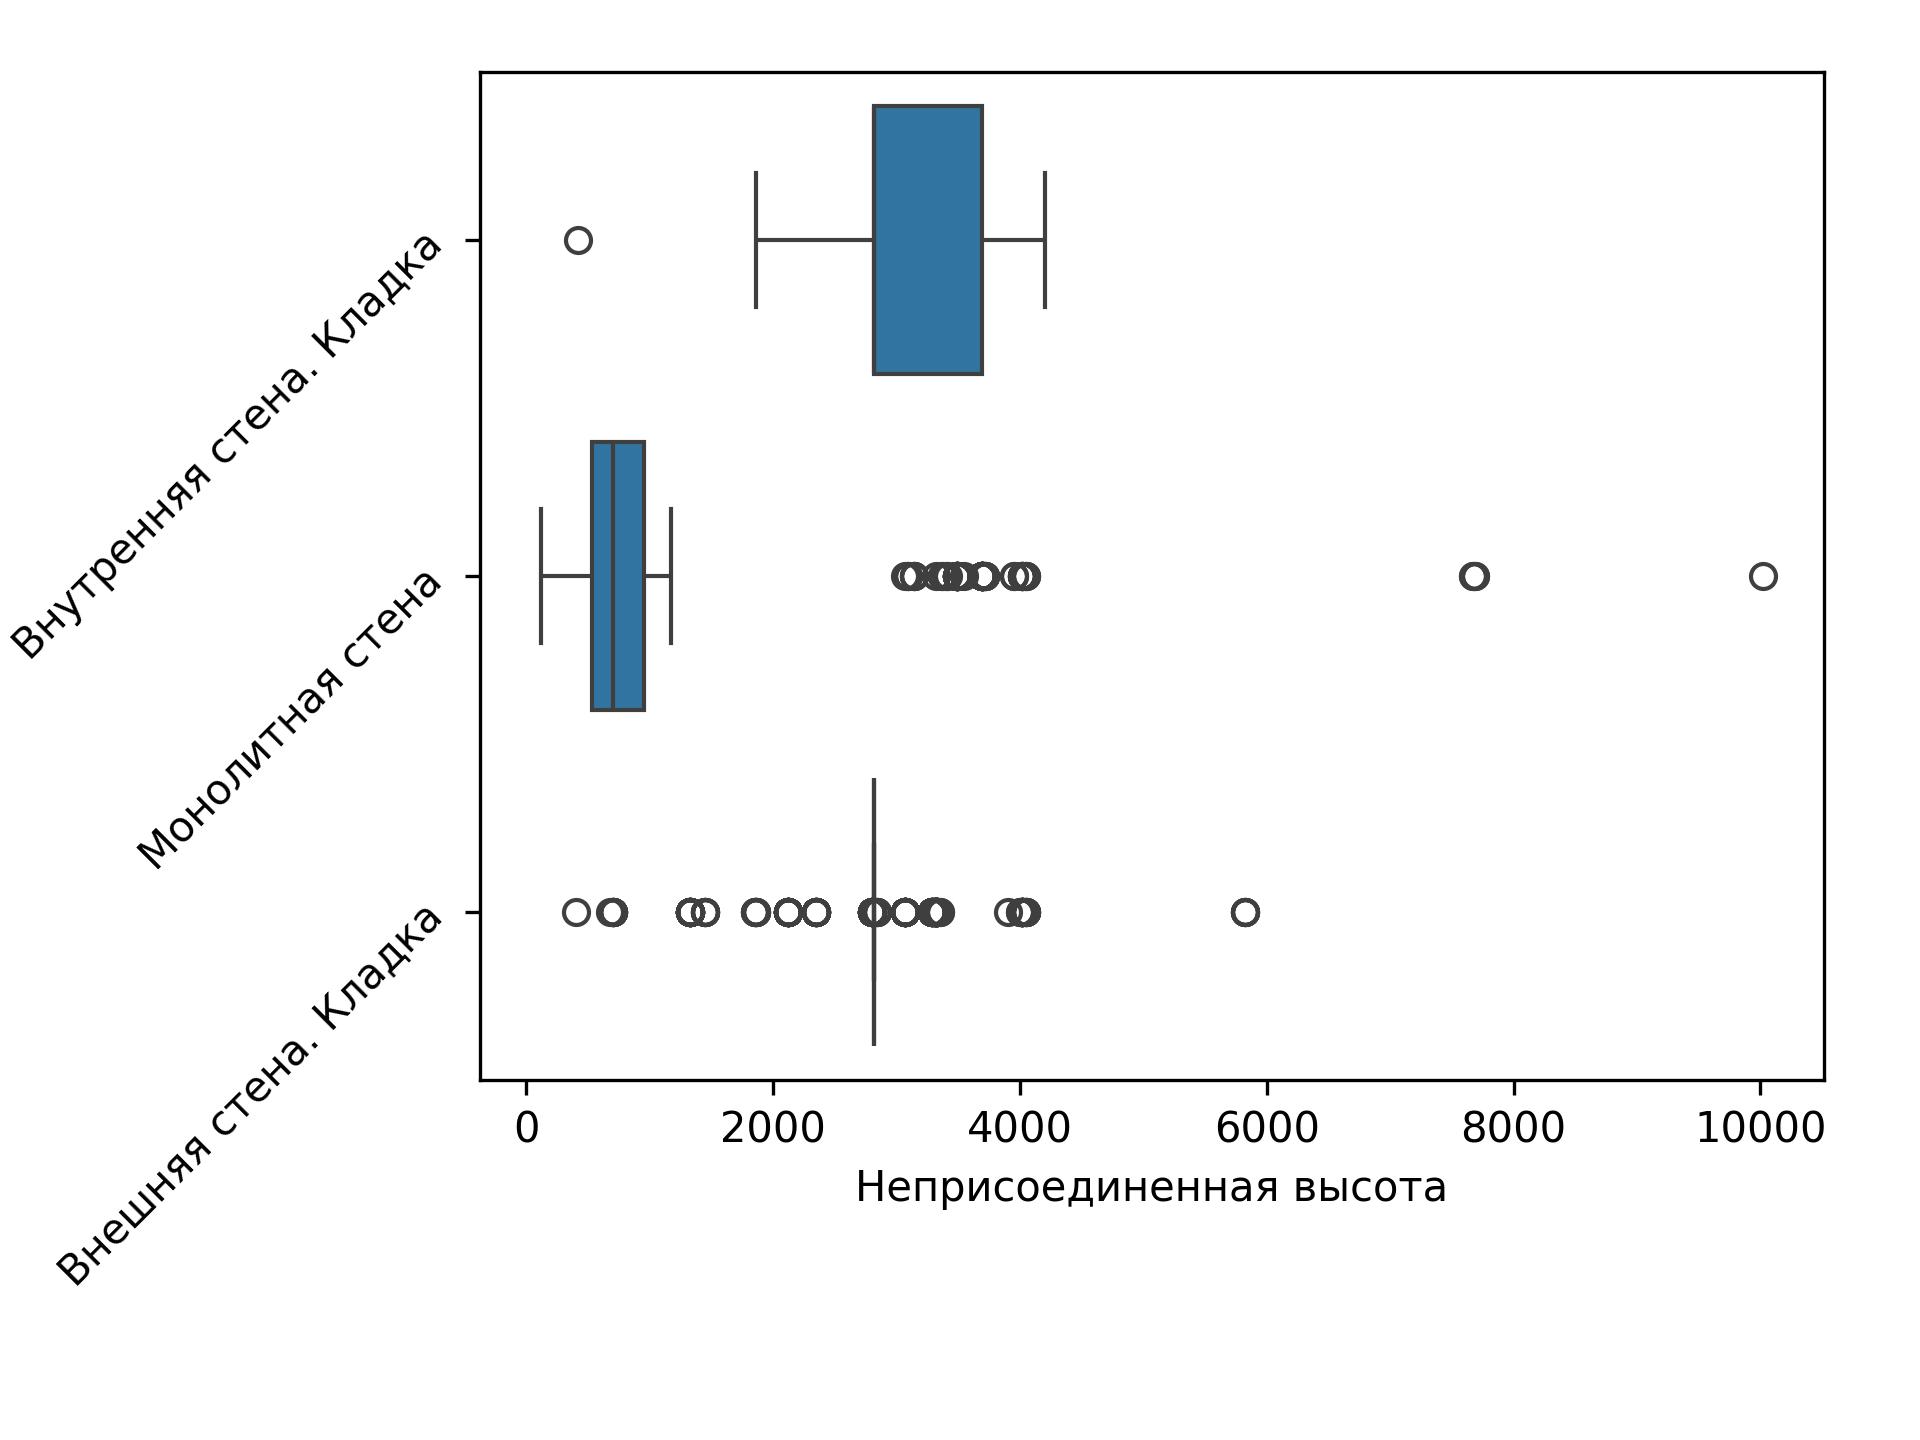 Внутренняя стена. Кладка
Монолитная стена
Внешняя стена. Кладка
0 2000 4000 6000 8000 10000
Неприсоединенная высота